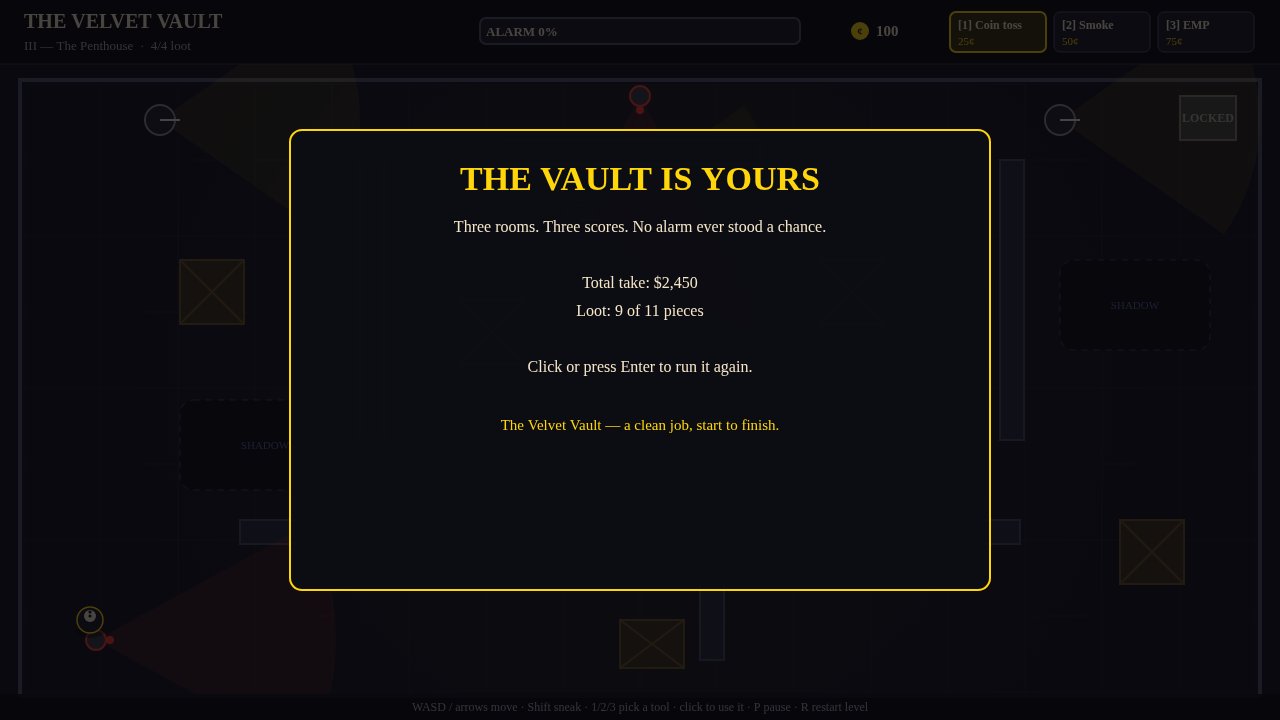 THE VELVET VAULT
III — The Penthouse · 4/4 loot
ALARM 0%
¢ 100
[1] Coin toss
25¢
[2] Smoke
50¢
[3] EMP
75¢
LOCKED
THE VAULT IS YOURS
Three rooms. Three scores. No alarm ever stood a chance.
Total take: $2,450
Loot: 9 of 11 pieces
Click or press Enter to run it again.
The Velvet Vault — a clean job, start to finish.
SHADOW
SHADOW
WASD / arrows move · Shift sneak · 1/2/3 pick a tool · click to use it · P pause · R restart level